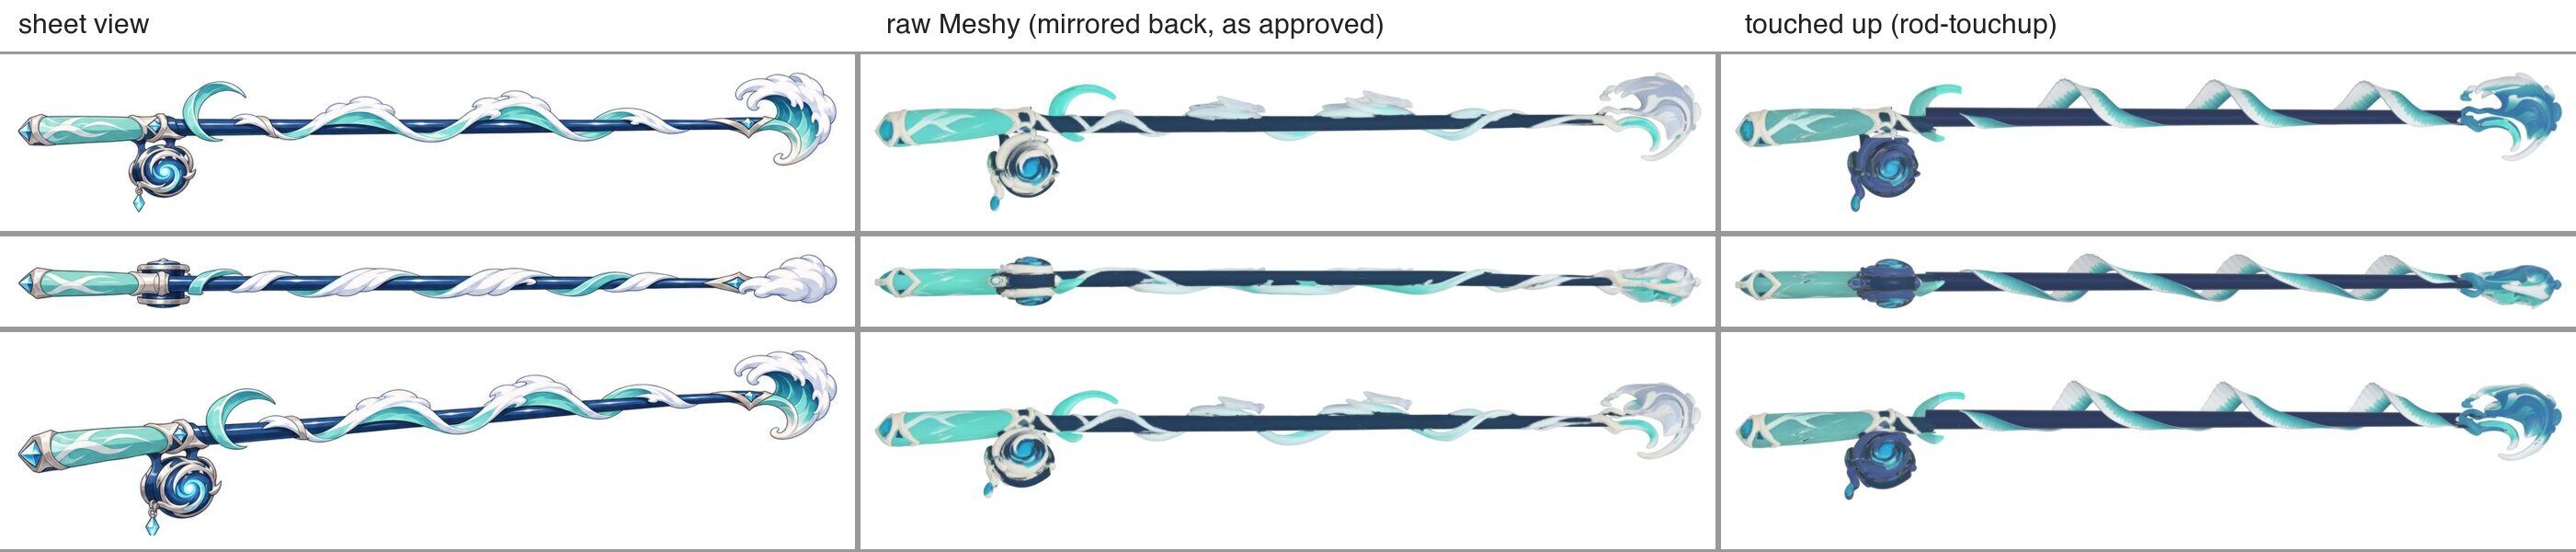 sheet view
raw Meshy (mirrored back, as approved)
touched up (rod-touchup)